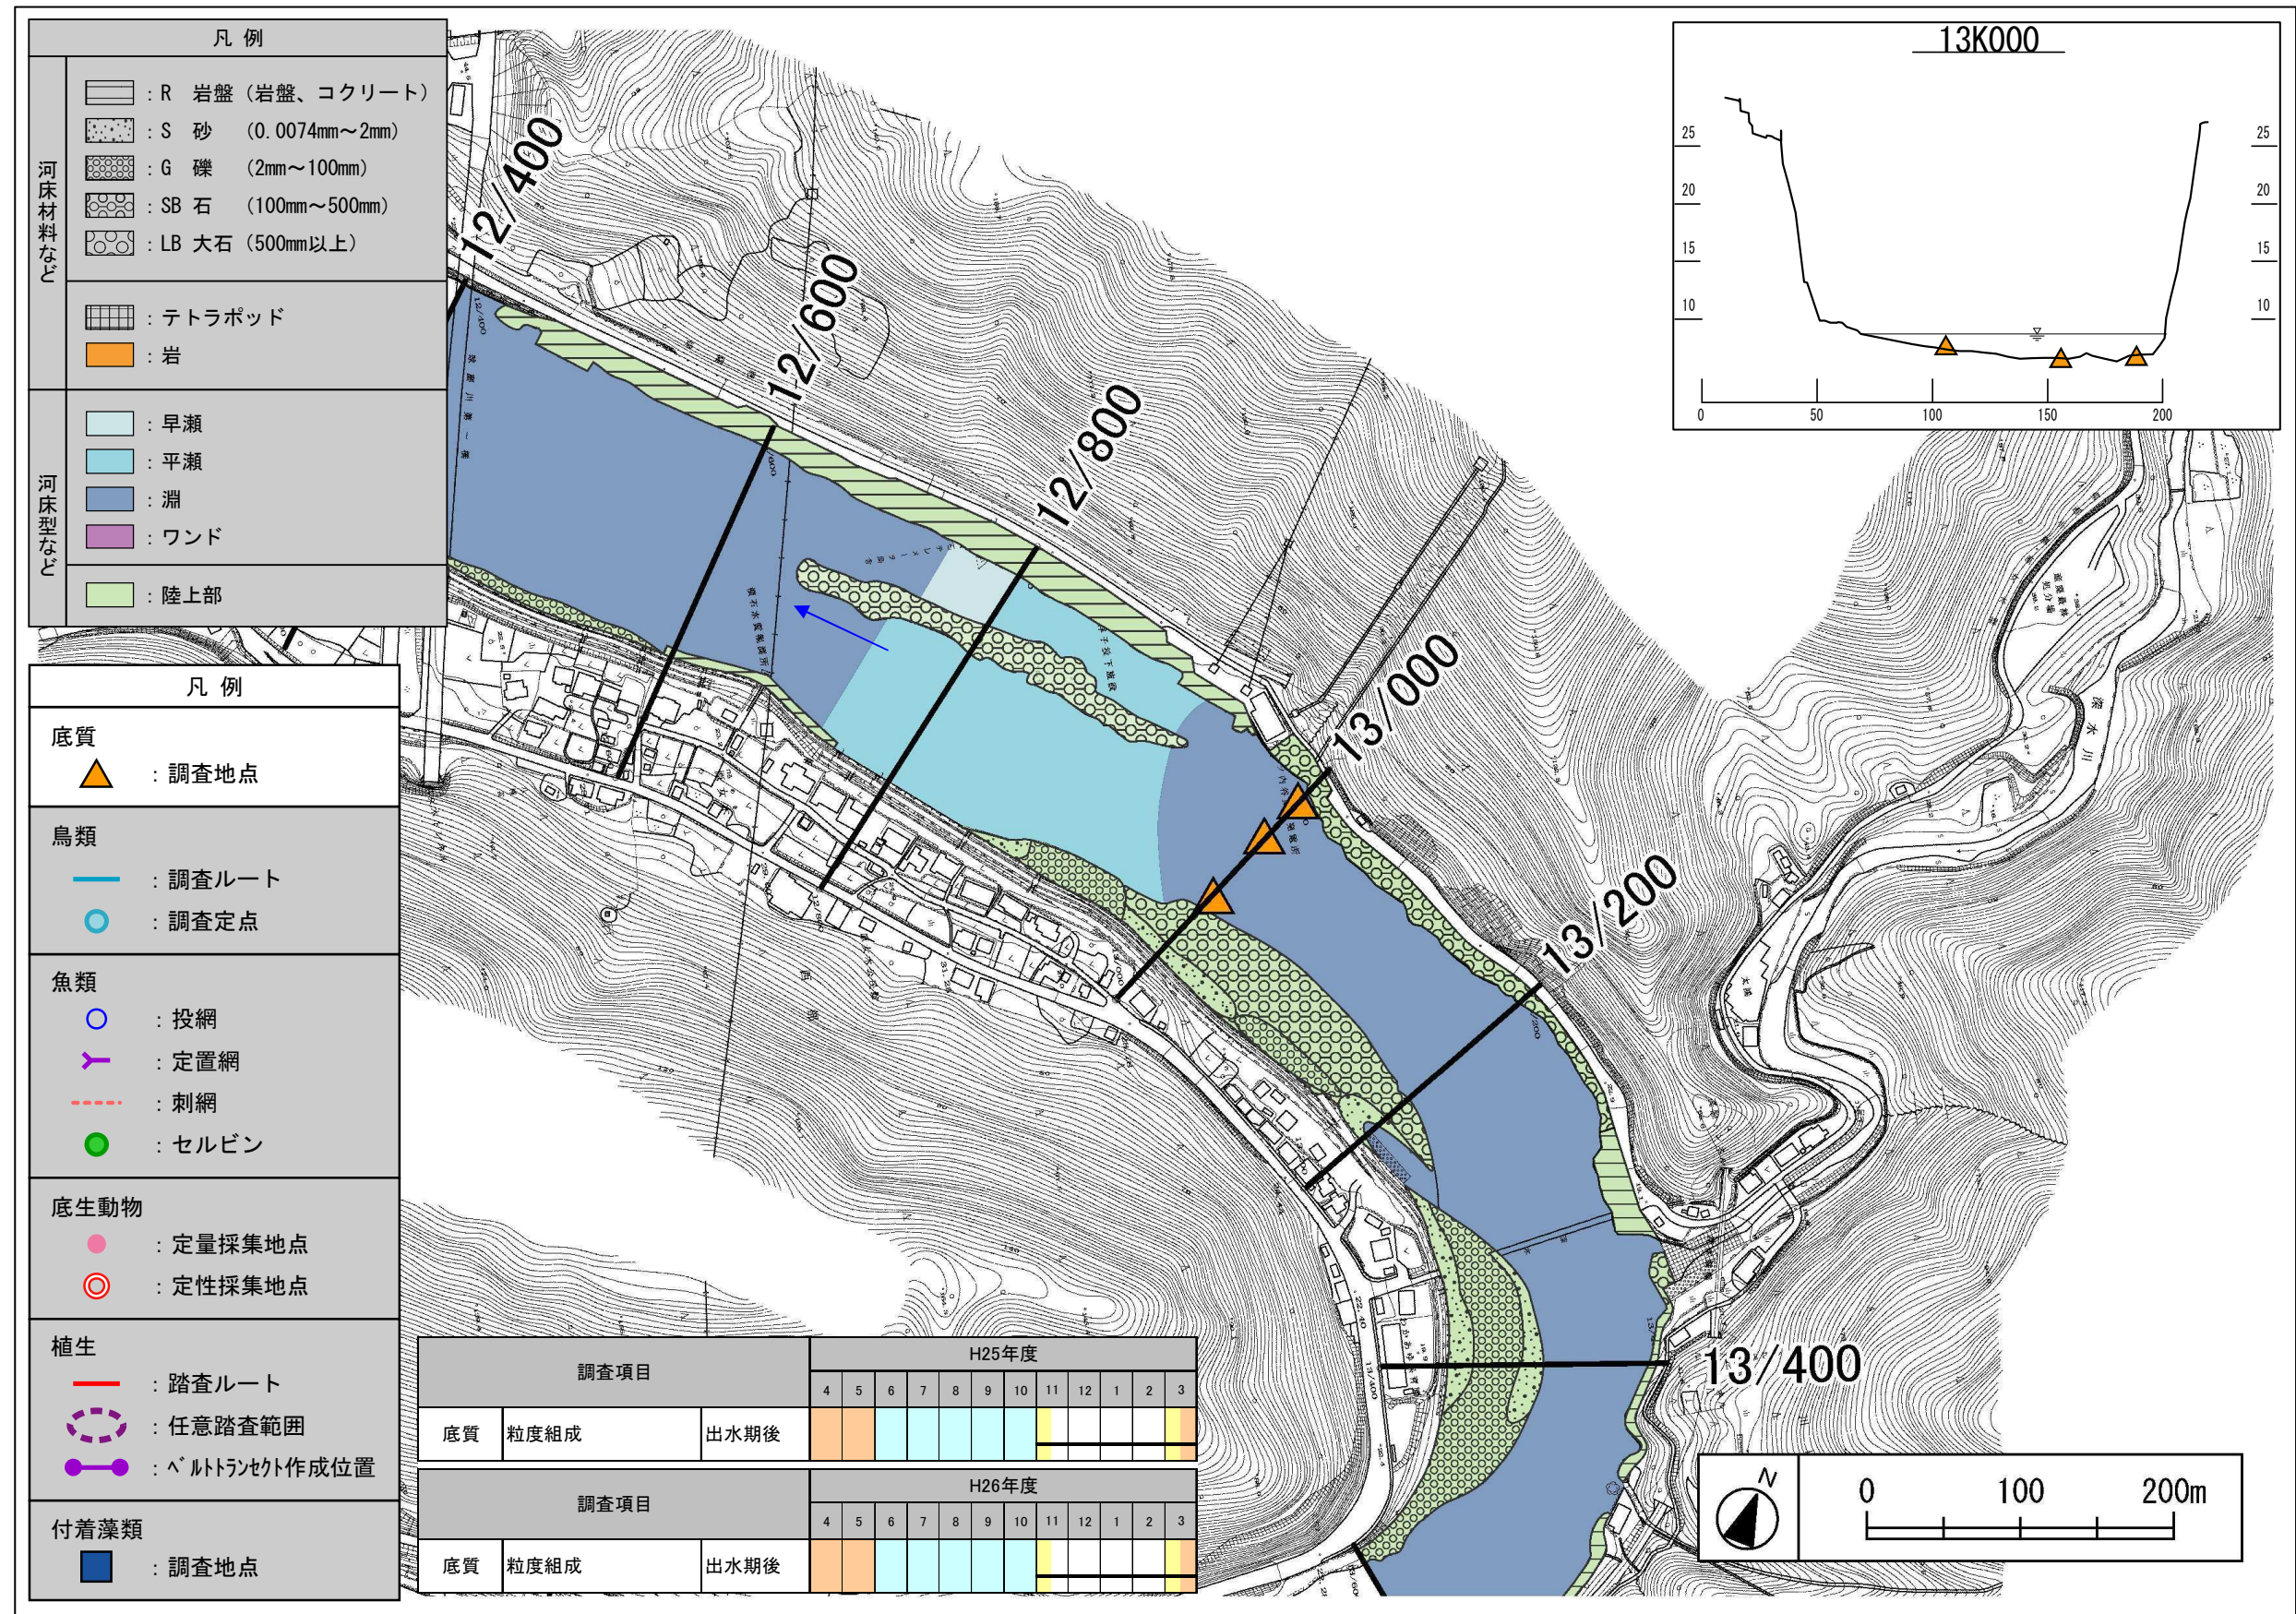 凡 例
河床材料など
: R 岩盤 (岩盤、コクリート)
: S 砂 (0.0074mm～2mm)
: G 礫 (2mm～100mm)
: SB 石 (100mm～500mm)
: LB 大石 (500mm以上)
: テトラポッド
: 岩
河床型など
: 早瀬
: 平瀬
: 淵
: ワンド
: 陸上部
凡 例
底質
: 調査地点
鳥類
: 調査ルート
: 調査定点
魚類
: 投網
: 定置網
: 刺網
: セルビン
底生動物
: 定量採集地点
: 定性採集地点
植生
: 踏査ルート
: 任意踏査範囲
: ﾍﾞﾙﾄﾄﾗﾝｾｸﾄ作成位置
付着藻類
: 調査地点
12/400
12/600
12/800
13/000
13/200
13/400
13K000
25 25
20 20
15 15
10 10
0 50 100 150 200
深水川
調査項目 H25年度
4 5 6 7 8 9 10 11 12 1 2 3
底質 粒度組成 出水期後
調査項目 H26年度
4 5 6 7 8 9 10 11 12 1 2 3
底質 粒度組成 出水期後
N
0 100 200m